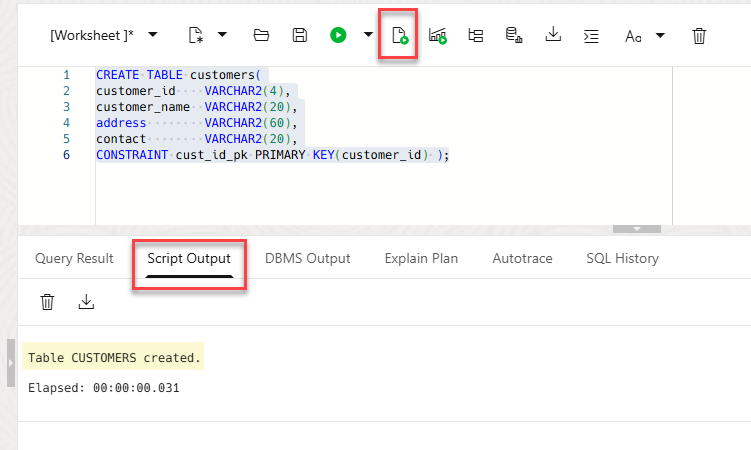 [Worksheet ]*
Aa
1 CREATE TABLE customers(
2 customer_id    VARCHAR2(4),
3 customer_name  VARCHAR2(20),
4 address        VARCHAR2(60),
5 contact        VARCHAR2(20),
6 CONSTRAINT cust_id_pk PRIMARY KEY(customer_id) );
Query Result Script Output DBMS Output Explain Plan Autotrace SQL History
Table CUSTOMERS created.
Elapsed: 00:00:00.031